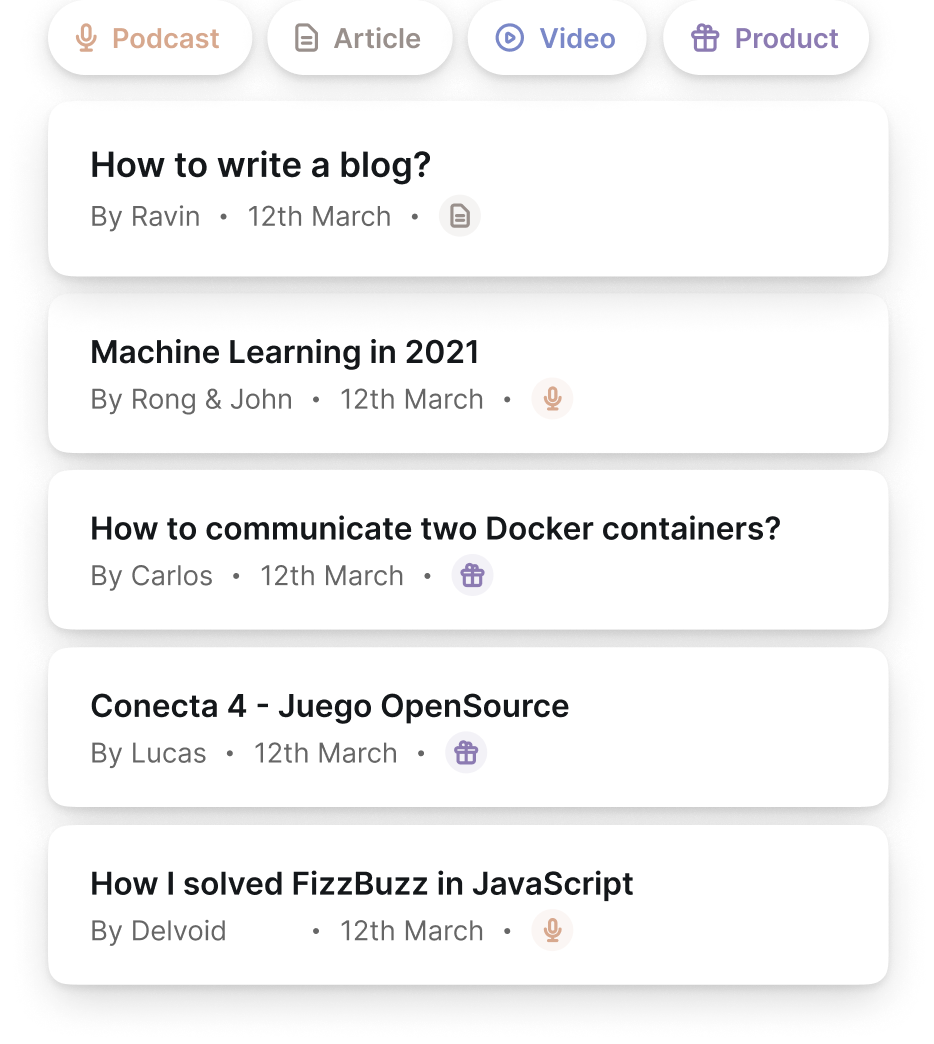 Podcast Article Video Product
How to write a blog?
By Ravin • 12th March •
Machine Learning in 2021
By Rong & John • 12th March •
How to communicate two Docker containers?
By Carlos • 12th March •
Conecta 4 - Juego OpenSource
By Lucas • 12th March •
How I solved FizzBuzz in JavaScript
By Delvoid • 12th March •